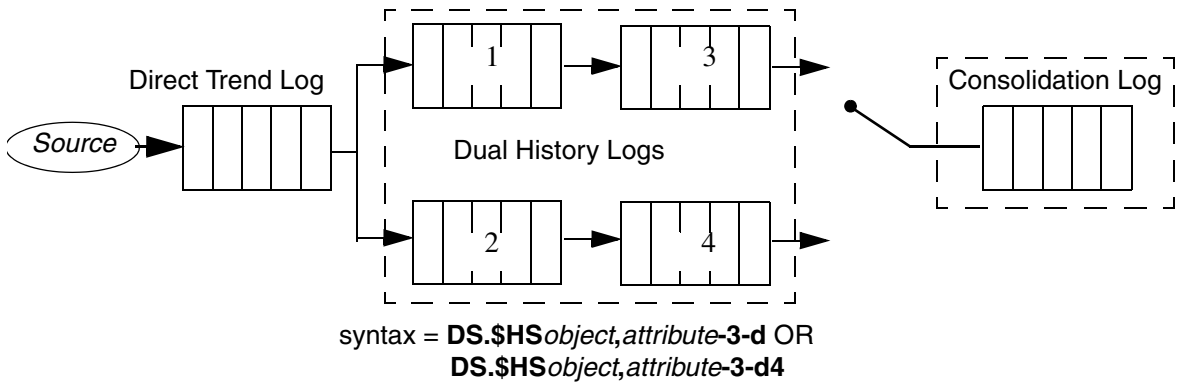 1
3
Direct Trend Log
Consolidation Log
Source
Dual History Logs
2
4
syntax = DS.$HSobject,attribute-3-d OR
DS.$HSobject,attribute-3-d4